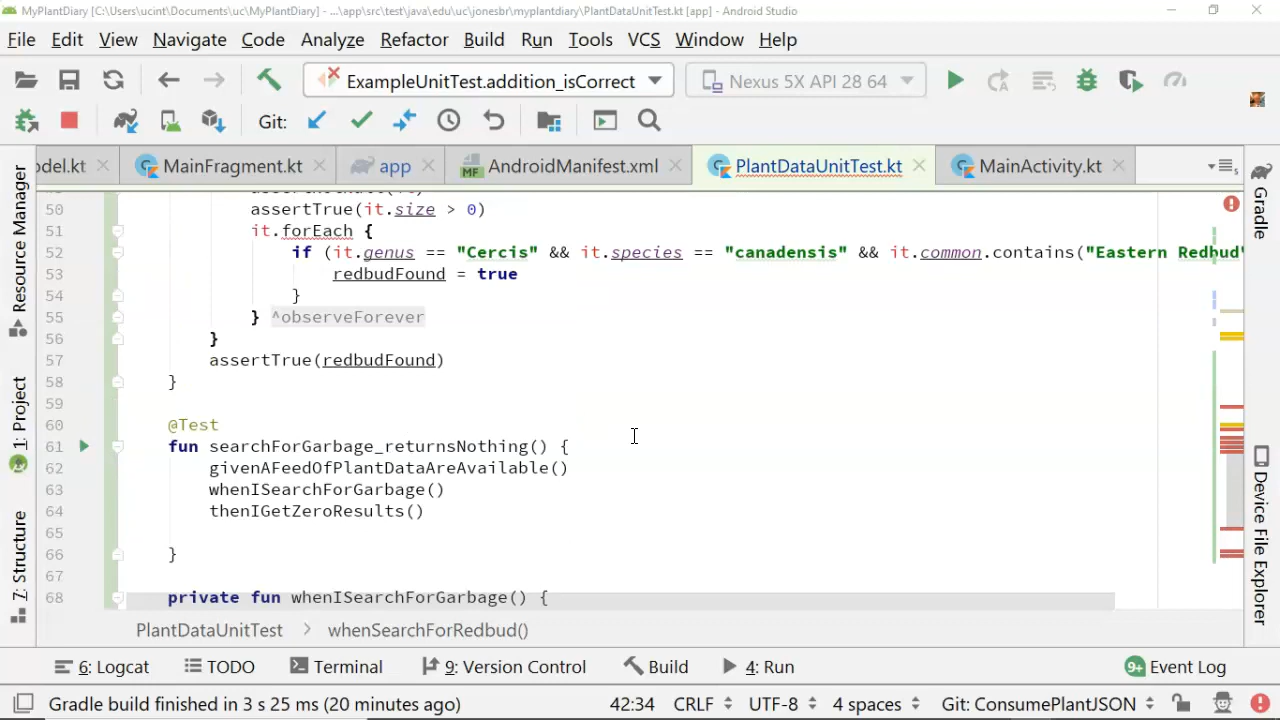 MyPlantDiary [C:\Users\ucint\Documents\uc\MyPlantDiary] - ...\app\src\test\java\edu\uc\jonesbr\myplantdiary\PlantDataUnitTest.kt [app] - Android Studio
File Edit View Navigate Code Analyze Refactor Build Run Tools VCS Window Help
ExampleUnitTest.addition_isCorrect Nexus 5X API 28 64
Git:
odel.kt MainFragment.kt app AndroidManifest.xml PlantDataUnitTest.kt MainActivity.kt
50 assertTrue(it.size > 0)
51 it.forEach {
52 if (it.genus == "Cercis" && it.species == "canadensis" && it.common.contains("Eastern Redbud"
53 redbudFound = true
54 }
55 } ^observeForever
56 }
57 assertTrue(redbudFound)
58 }
59
60 @Test
61 fun searchForGarbage_returnsNothing() {
62 givenAFeedOfPlantDataAreAvailable()
63 whenISearchForGarbage()
64 thenIGetZeroResults()
65
66 }
67
68 private fun whenISearchForGarbage() {
PlantDataUnitTest > whenSearchForRedbud()
6: Logcat TODO Terminal 9: Version Control Build 4: Run 9+ Event Log
Gradle build finished in 3 s 25 ms (20 minutes ago) 42:34 CRLF UTF-8 4 spaces Git: ConsumePlantJSON
Resource Manager
1: Project
7: Structure
Gradle
Device File Explorer